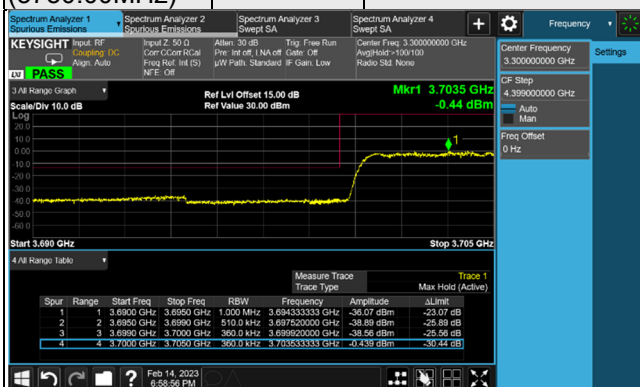 (3750.00MHz)
Spectrum Analyzer 1
Spurious Emissions
Spectrum Analyzer 2
Spurious Emissions
Spectrum Analyzer 3
Swept SA
Spectrum Analyzer 4
Swept SA
Frequency
KEYSIGHT
Input: RF
Coupling: DC
Align: Auto
Input Z: 50 Ω
Corr CCorr RCal
Freq Ref: Int (S)
NFE: Off
Atten: 30 dB
Pre: Int off, LNA off
µW Path: Standard
Trig: Free Run
Gate: Off
IF Gain: Low
Center Freq: 3.300000000 GHz
Avg|Hold:>100/100
Radio Std: None
LXI PASS
Center Frequency
3.300000000 GHz
Settings
CF Step
4.399000000 GHz
Auto
Man
Freq Offset
0 Hz
3 All Range Graph
Scale/Div 10.0 dB
Ref Lvl Offset 15.00 dB
Ref Value 30.00 dBm
Mkr1 3.7035 GHz
-0.44 dBm
Log
20.0
10.0
0.00
-10.0
-20.0
-30.0
-40.0
-50.0
-60.0
1
Start 3.690 GHz
Stop 3.705 GHz
4 All Range Table
Measure Trace Trace 1
Trace Type Max Hold (Active)
Spur Range Start Freq Stop Freq RBW Frequency Amplitude ΔLimit
1 1 3.6900 GHz 3.6950 GHz 1.000 MHz 3.694333333 GHz -36.07 dBm -23.07 dB
2 2 3.6950 GHz 3.6990 GHz 510.0 kHz 3.697520000 GHz -38.89 dBm -25.89 dB
3 3 3.6990 GHz 3.7000 GHz 360.0 kHz 3.699920000 GHz -38.56 dBm -25.56 dB
4 4 3.7000 GHz 3.7050 GHz 360.0 kHz 3.703533333 GHz -0.439 dBm -30.44 dB
Feb 14, 2023
6:58:56 PM